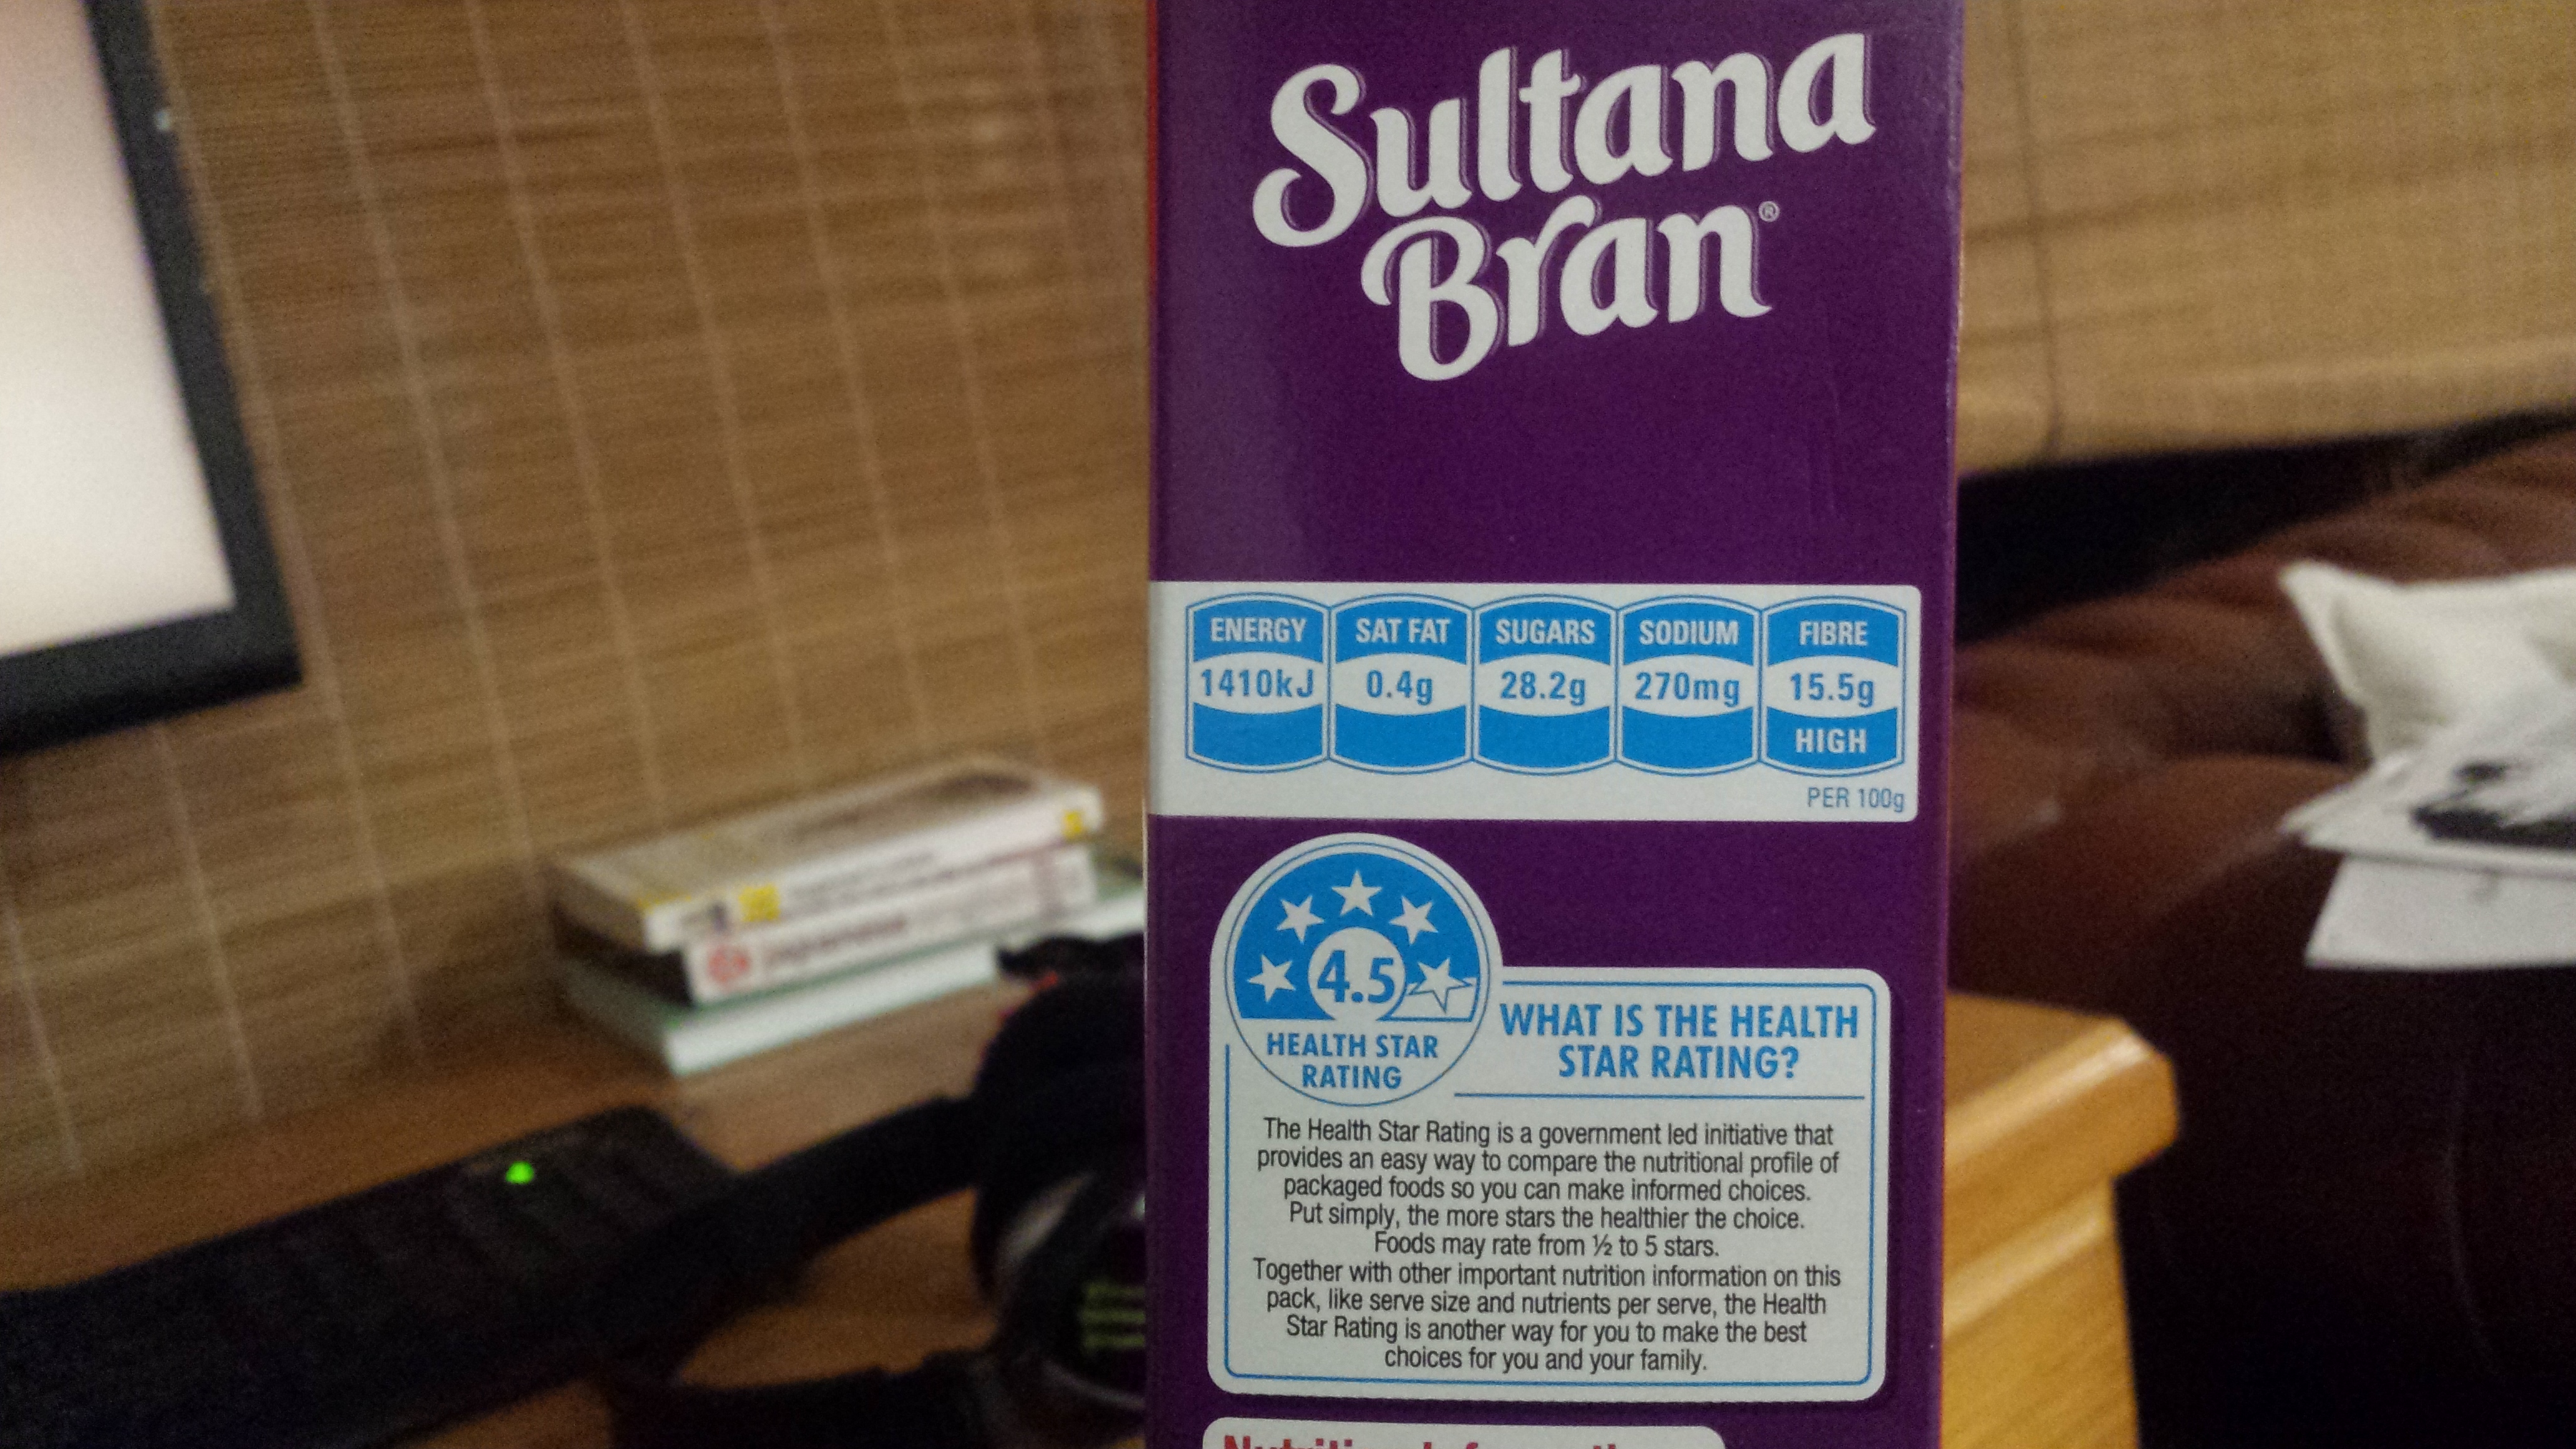 Sultana
Bran®
ENERGY SAT FAT SUGARS SODIUM FIBRE
1410kJ 0.4g 28.2g 270mg 15.5g
HIGH
PER 100g
4.5
HEALTH STAR
RATING
WHAT IS THE HEALTH
STAR RATING?
The Health Star Rating is a government led initiative that
provides an easy way to compare the nutritional profile of
packaged foods so you can make informed choices.
Put simply, the more stars the healthier the choice.
Foods may rate from ½ to 5 stars.
Together with other important nutrition information on this
pack, like serve size and nutrients per serve, the Health
Star Rating is another way for you to make the best
choices for you and your family.